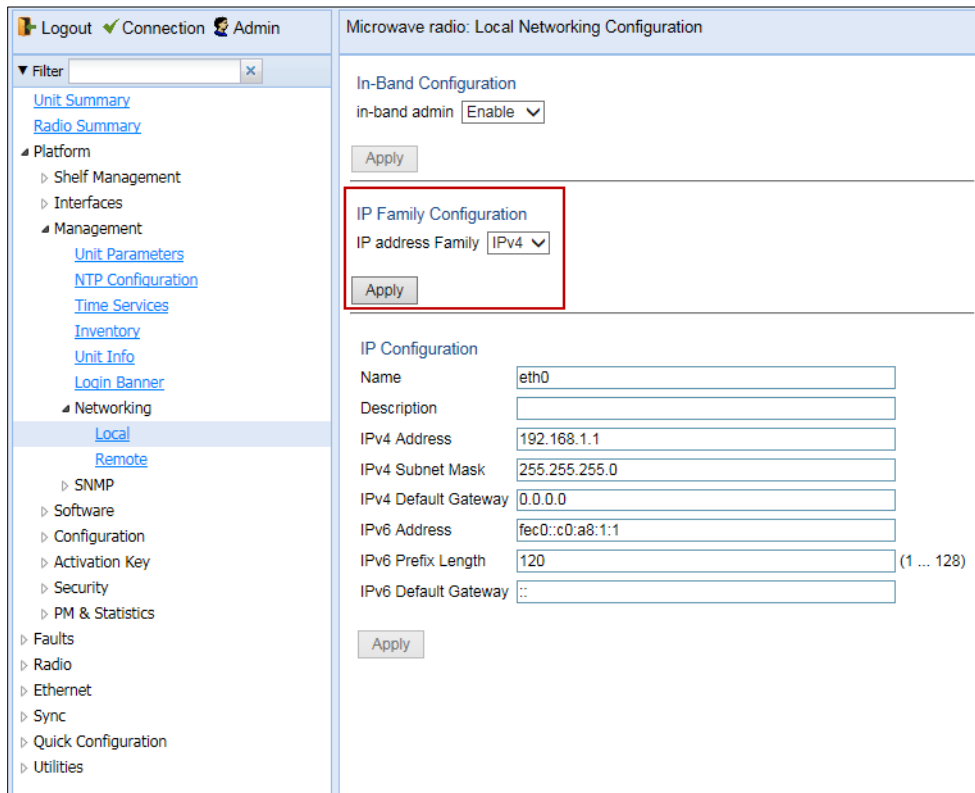 Logout Connection Admin
Filter
Unit Summary
Radio Summary
Platform
Shelf Management
Interfaces
Management
Unit Parameters
NTP Configuration
Time Services
Inventory
Unit Info
Login Banner
Networking
Local
Remote
SNMP
Software
Configuration
Activation Key
Security
PM & Statistics
Faults
Radio
Ethernet
Sync
Quick Configuration
Utilities
Microwave radio: Local Networking Configuration
In-Band Configuration
in-band admin Enable
Apply
IP Family Configuration
IP address Family IPv4
Apply
IP Configuration
Name eth0
Description
IPv4 Address 192.168.1.1
IPv4 Subnet Mask 255.255.255.0
IPv4 Default Gateway 0.0.0.0
IPv6 Address fec0::c0:a8:1:1
IPv6 Prefix Length 120 (1 ... 128)
IPv6 Default Gateway ::
Apply